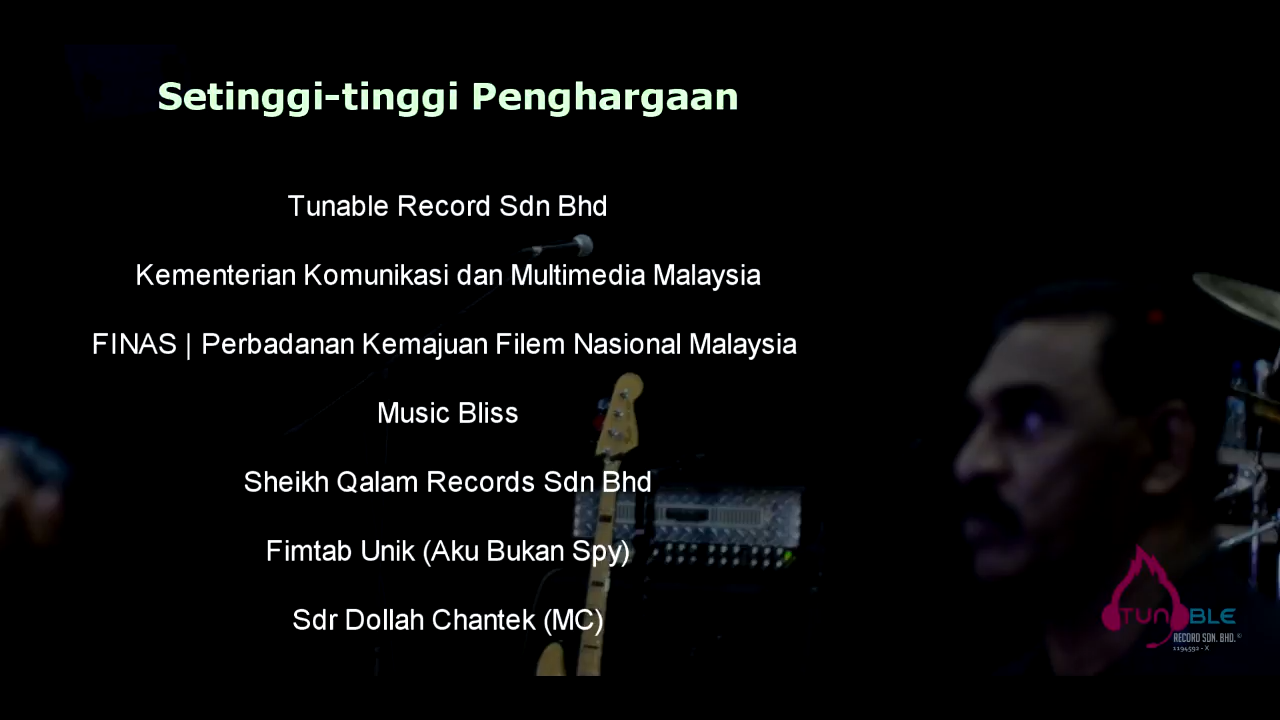 Setinggi-tinggi Penghargaan
Tunable Record Sdn Bhd
Kementerian Komunikasi dan Multimedia Malaysia
FINAS | Perbadanan Kemajuan Filem Nasional Malaysia
Music Bliss
Sheikh Qalam Records Sdn Bhd
Fimtab Unik (Aku Bukan Spy)
Sdr Dollah Chantek (MC)
TUNABLE
RECORD SDN. BHD. ©
1194592 - X